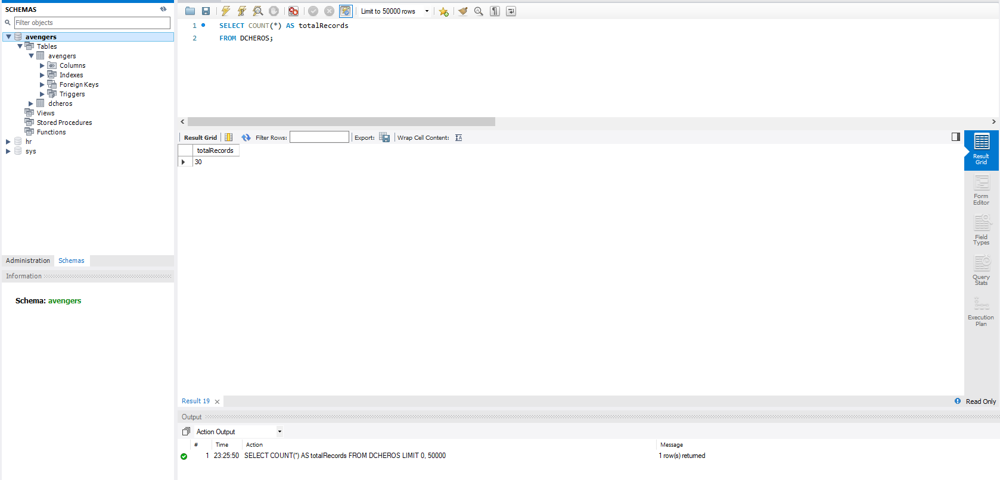 SCHEMAS
Filter objects
avengers
Tables
avengers
Columns
Indexes
Foreign Keys
Triggers
dcheros
Views
Stored Procedures
Functions
hr
sys
Administration Schemas
Information
Schema: avengers
Limit to 50000 rows
1 SELECT COUNT(*) AS totalRecords
2 FROM DCHEROS;
Result Grid Filter Rows: Export: Wrap Cell Content:
totalRecords
30
Result
Grid
Form
Editor
Field
Types
Query
Stats
Execution
Plan
Result 19 Read Only
Output
Action Output
# Time Action Message
1 23:25:50 SELECT COUNT(*) AS totalRecords FROM DCHEROS LIMIT 0, 50000 1 row(s) returned